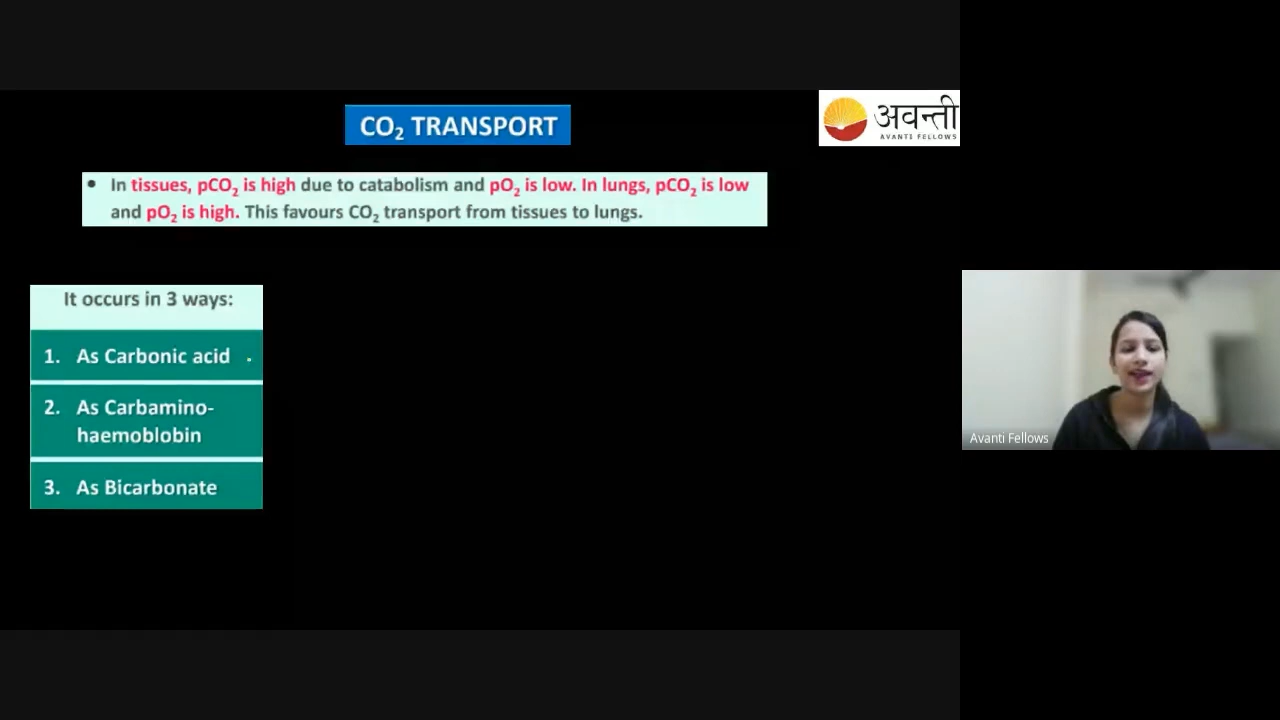 CO₂ TRANSPORT
अवन्ती
AVANTI FELLOWS
• In tissues, pCO₂ is high due to catabolism and pO₂ is low. In lungs, pCO₂ is low
and pO₂ is high. This favours CO₂ transport from tissues to lungs.
It occurs in 3 ways:
1. As Carbonic acid
2. As Carbamino-
haemoblobin
3. As Bicarbonate
Avanti Fellows